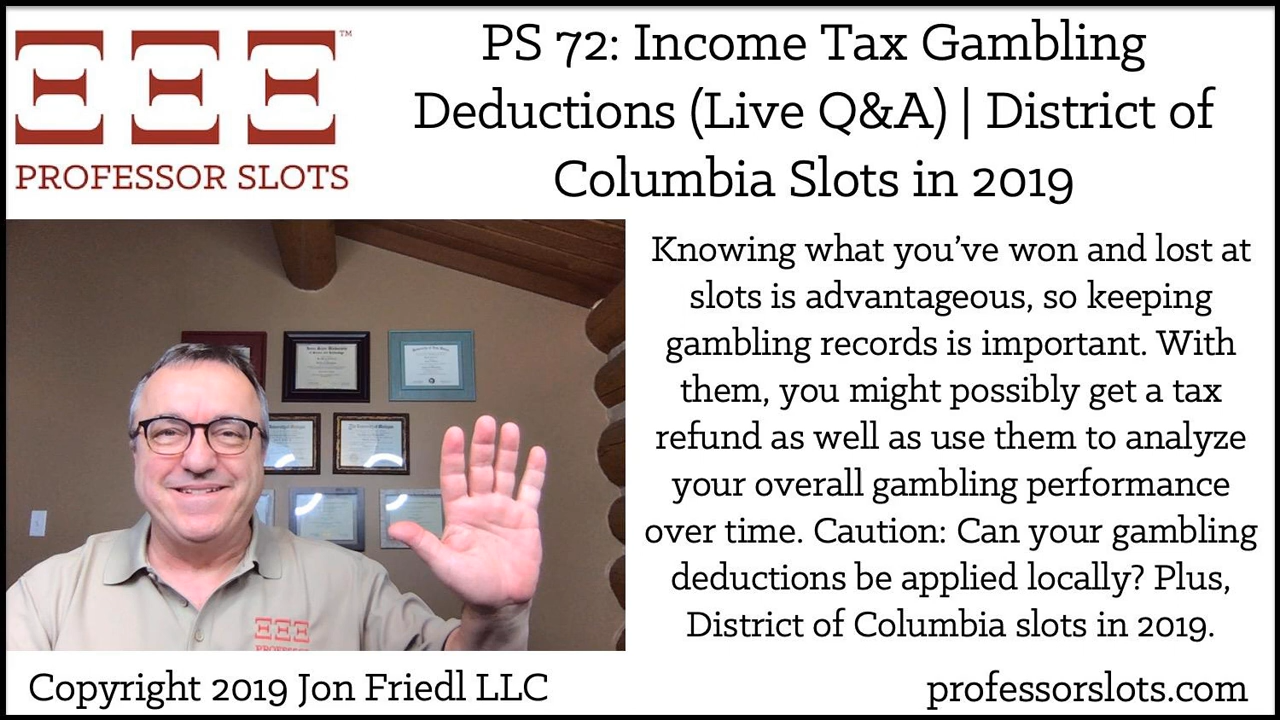 ΞΞΞ™
PROFESSOR SLOTS
PS 72: Income Tax Gambling
Deductions (Live Q&A) | District of
Columbia Slots in 2019
Knowing what you’ve won and lost at
slots is advantageous, so keeping
gambling records is important. With
them, you might possibly get a tax
refund as well as use them to analyze
your overall gambling performance
over time. Caution: Can your gambling
deductions be applied locally? Plus,
District of Columbia slots in 2019.
ΞΞΞ
PROFESSOR
Copyright 2019 Jon Friedl LLC
professorslots.com